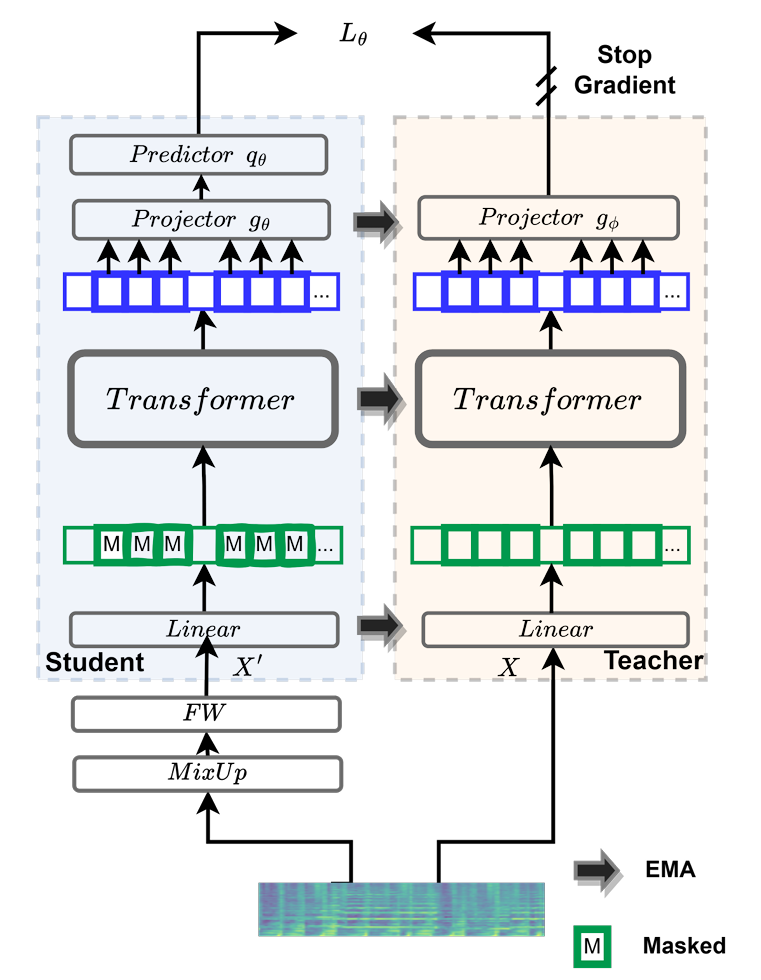 L_θ
Stop
Gradient
Predictor q_θ
Projector g_θ
Projector g_ϕ
...
...
Transformer
Transformer
M M M M M M ...
...
Linear
Linear
Student
X′
X
Teacher
FW
MixUp
EMA
M
Masked